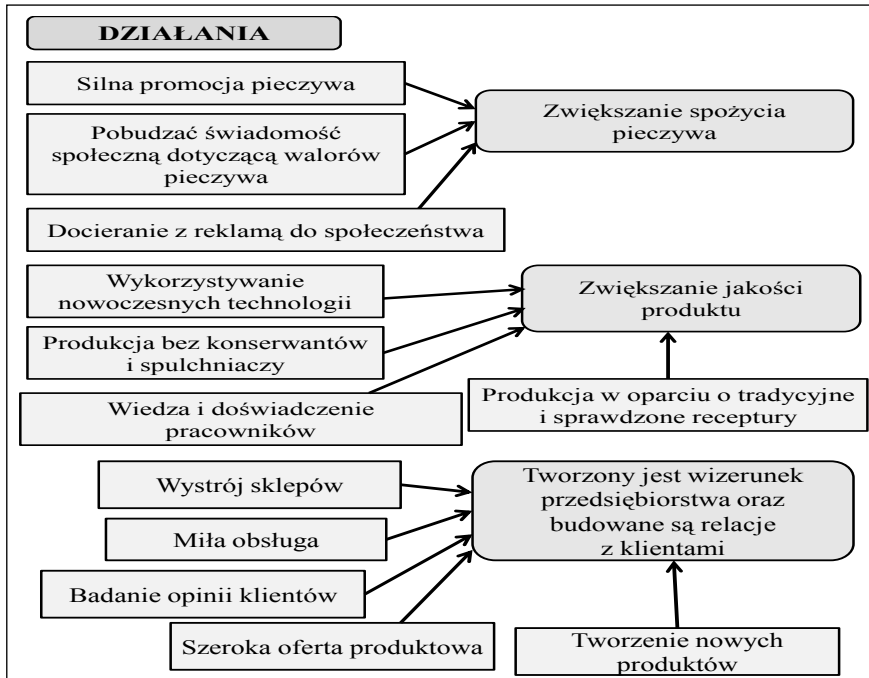 DZIAŁANIA
Silna promocja pieczywa
Pobudzać świadomość
społeczną dotyczącą walorów
pieczywa
Docieranie z reklamą do społeczeństwa
Zwiększanie spożycia
pieczywa
Wykorzystywanie
nowoczesnych technologii
Produkcja bez konserwantów
i spulchniaczy
Wiedza i doświadczenie
pracowników
Zwiększanie jakości
produktu
Produkcja w oparciu o tradycyjne
i sprawdzone receptury
Wystrój sklepów
Miła obsługa
Badanie opinii klientów
Szeroka oferta produktowa
Tworzony jest wizerunek
przedsiębiorstwa oraz
budowane są relacje
z klientami
Tworzenie nowych
produktów